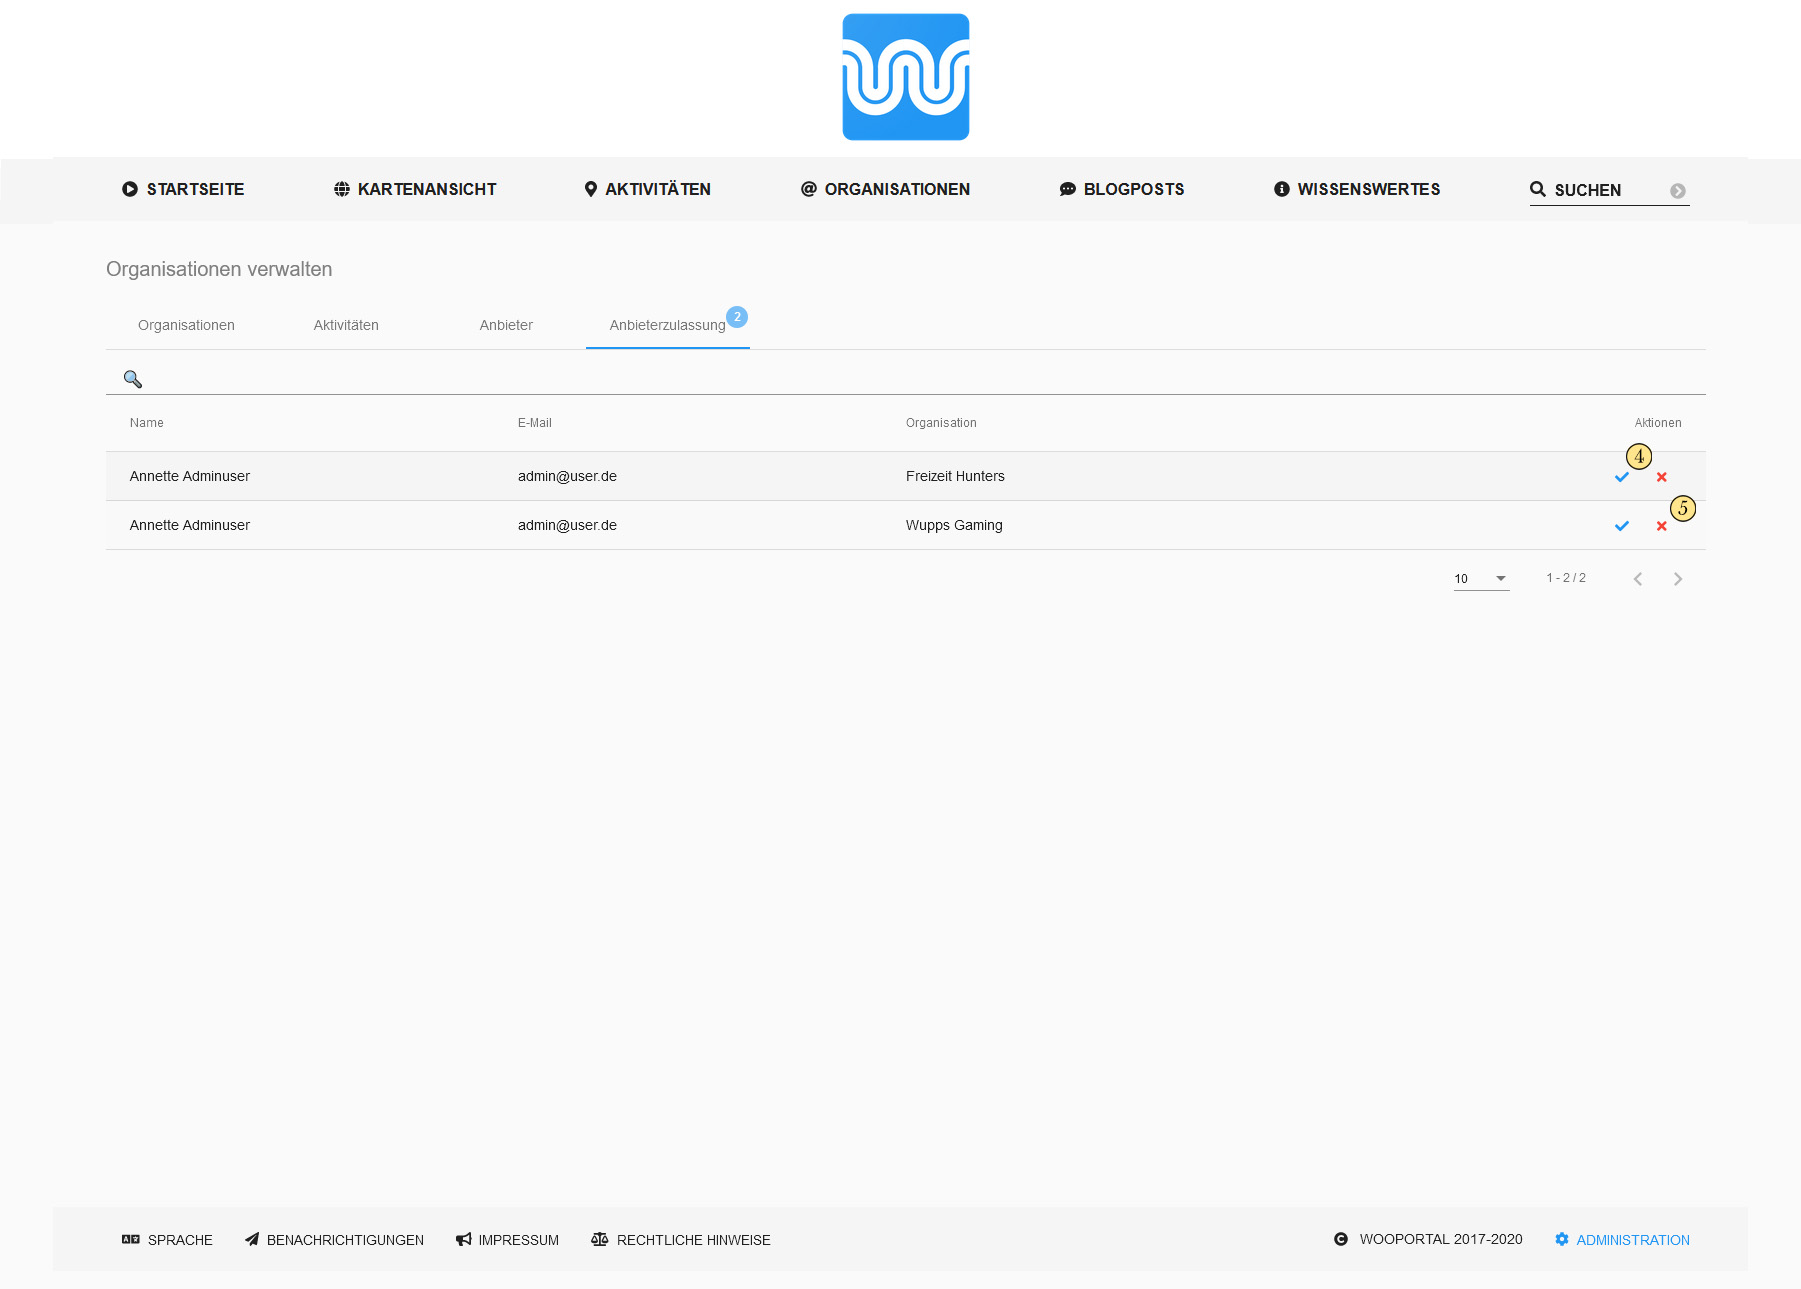 STARTSEITE KARTENANSICHT AKTIVITÄTEN @ ORGANISATIONEN BLOGPOSTS WISSENSWERTES SUCHEN
Organisationen verwalten
Organisationen Aktivitäten Anbieter Anbieterzulassung 2
Name E-Mail Organisation Aktionen
4
Annette Adminuser admin@user.de Freizeit Hunters
5
Annette Adminuser admin@user.de Wupps Gaming
10 1 - 2 / 2
SPRACHE BENACHRICHTIGUNGEN IMPRESSUM RECHTLICHE HINWEISE WOOPORTAL 2017-2020 ADMINISTRATION